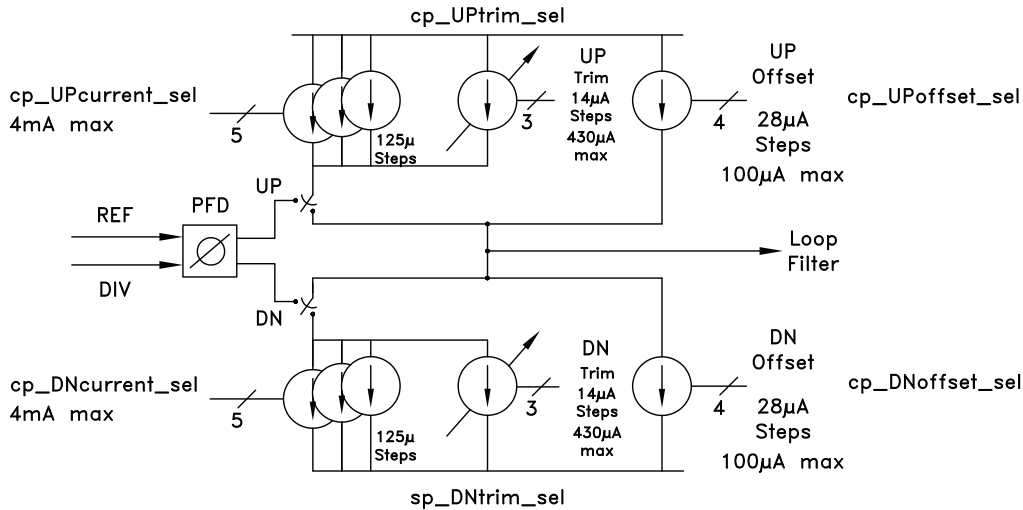 cp_UPtrim_sel
cp_UPcurrent_sel
4mA max
5
125µ
Steps
3
UP
Trim
14µA
Steps
430µA
max
4
UP
Offset
28µA
Steps
100µA max
cp_UPoffset_sel
UP
PFD
REF
DIV
DN
Loop
Filter
cp_DNcurrent_sel
4mA max
5
125µ
Steps
3
DN
Trim
14µA
Steps
430µA
max
4
DN
Offset
28µA
Steps
100µA max
cp_DNoffset_sel
sp_DNtrim_sel